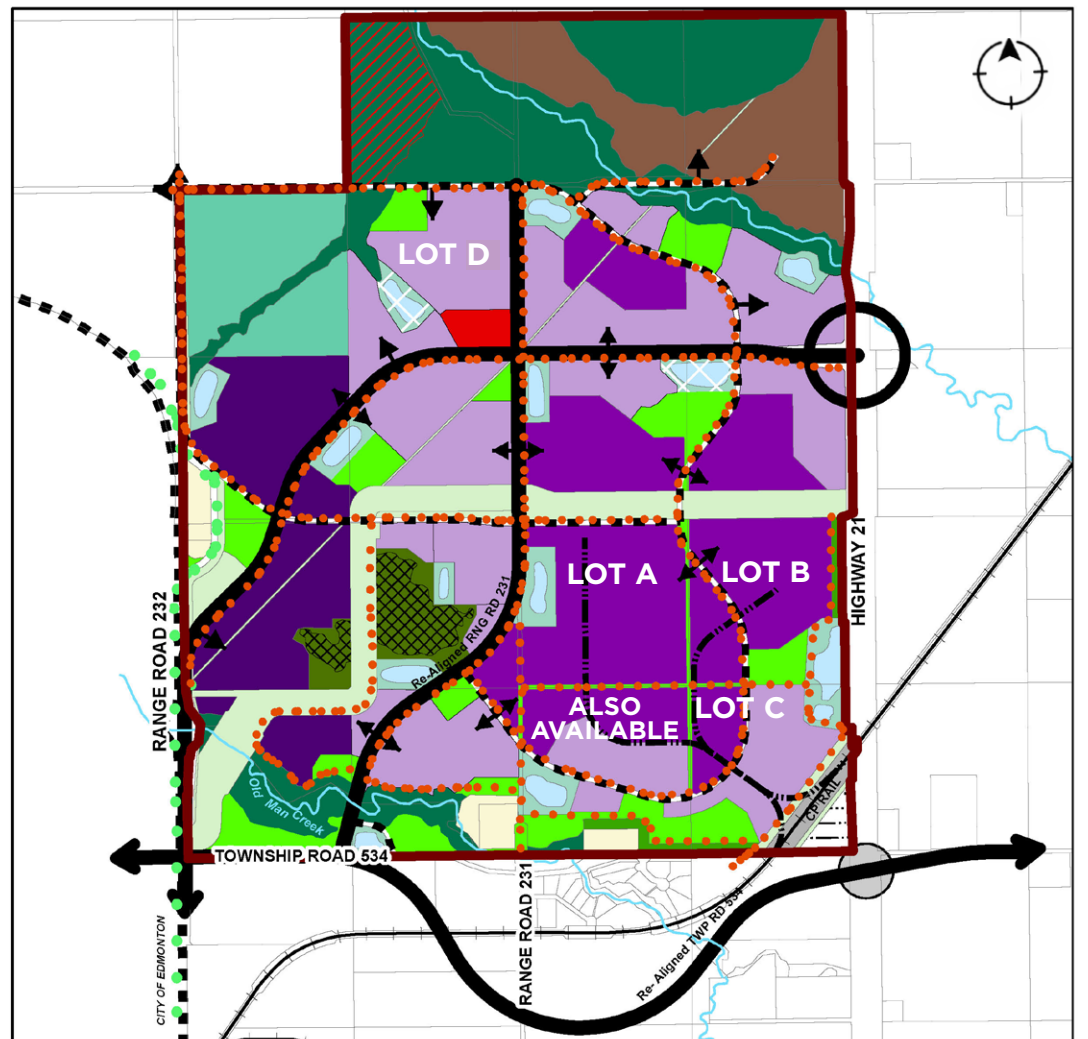 LOT D
HIGHWAY 21
LOT A
LOT B
Re-Aligned RNG RD 231
RANGE ROAD 232
ALSO
AVAILABLE
LOT C
CP RAIL
Old Man Creek
TOWNSHIP ROAD 534
RANGE ROAD 231
Re- Aligned TWP RD 534
CITY OF EDMONTON